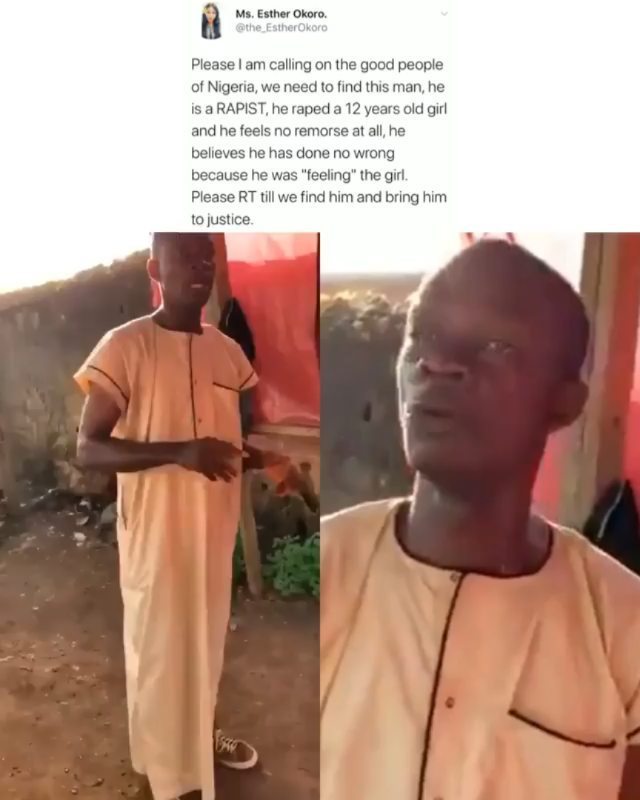 Ms. Esther Okoro.
@the_EstherOkoro
Please I am calling on the good people
of Nigeria, we need to find this man, he
is a RAPIST, he raped a 12 years old girl
and he feels no remorse at all, he
believes he has done no wrong
because he was "feeling" the girl.
Please RT till we find him and bring him
to justice.